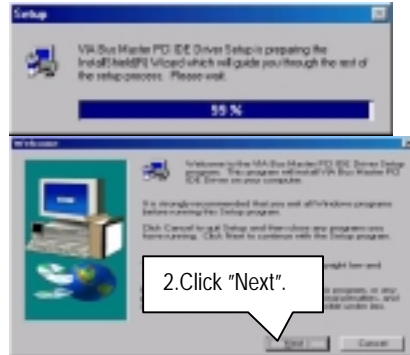 Setup
VIA Bus Master PCI IDE Driver Setup is preparing the
InstallShield(R) Wizard which will guide you through the rest of
the setup process. Please wait.
99 %
Welcome
Welcome to the VIA Bus Master PCI IDE Driver Setup
program. This program will install VIA Bus Master PCI
IDE Driver on your computer.
It is strongly recommended that you exit all Windows programs
before running this Setup program.
Click Cancel to quit Setup and then close any programs you
have running. Click Next to continue with the Setup program.
2.Click "Next".
Next >
Cancel